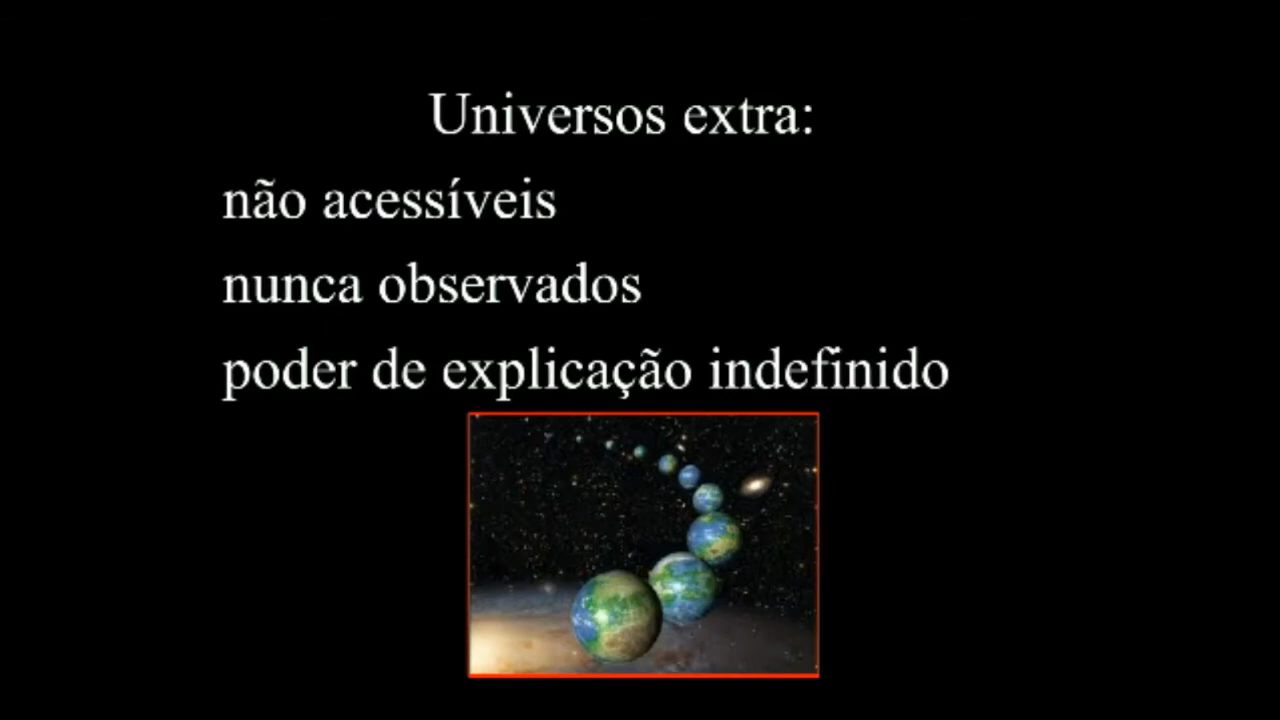 Universos extra:
não acessíveis
nunca observados
poder de explicação indefinido